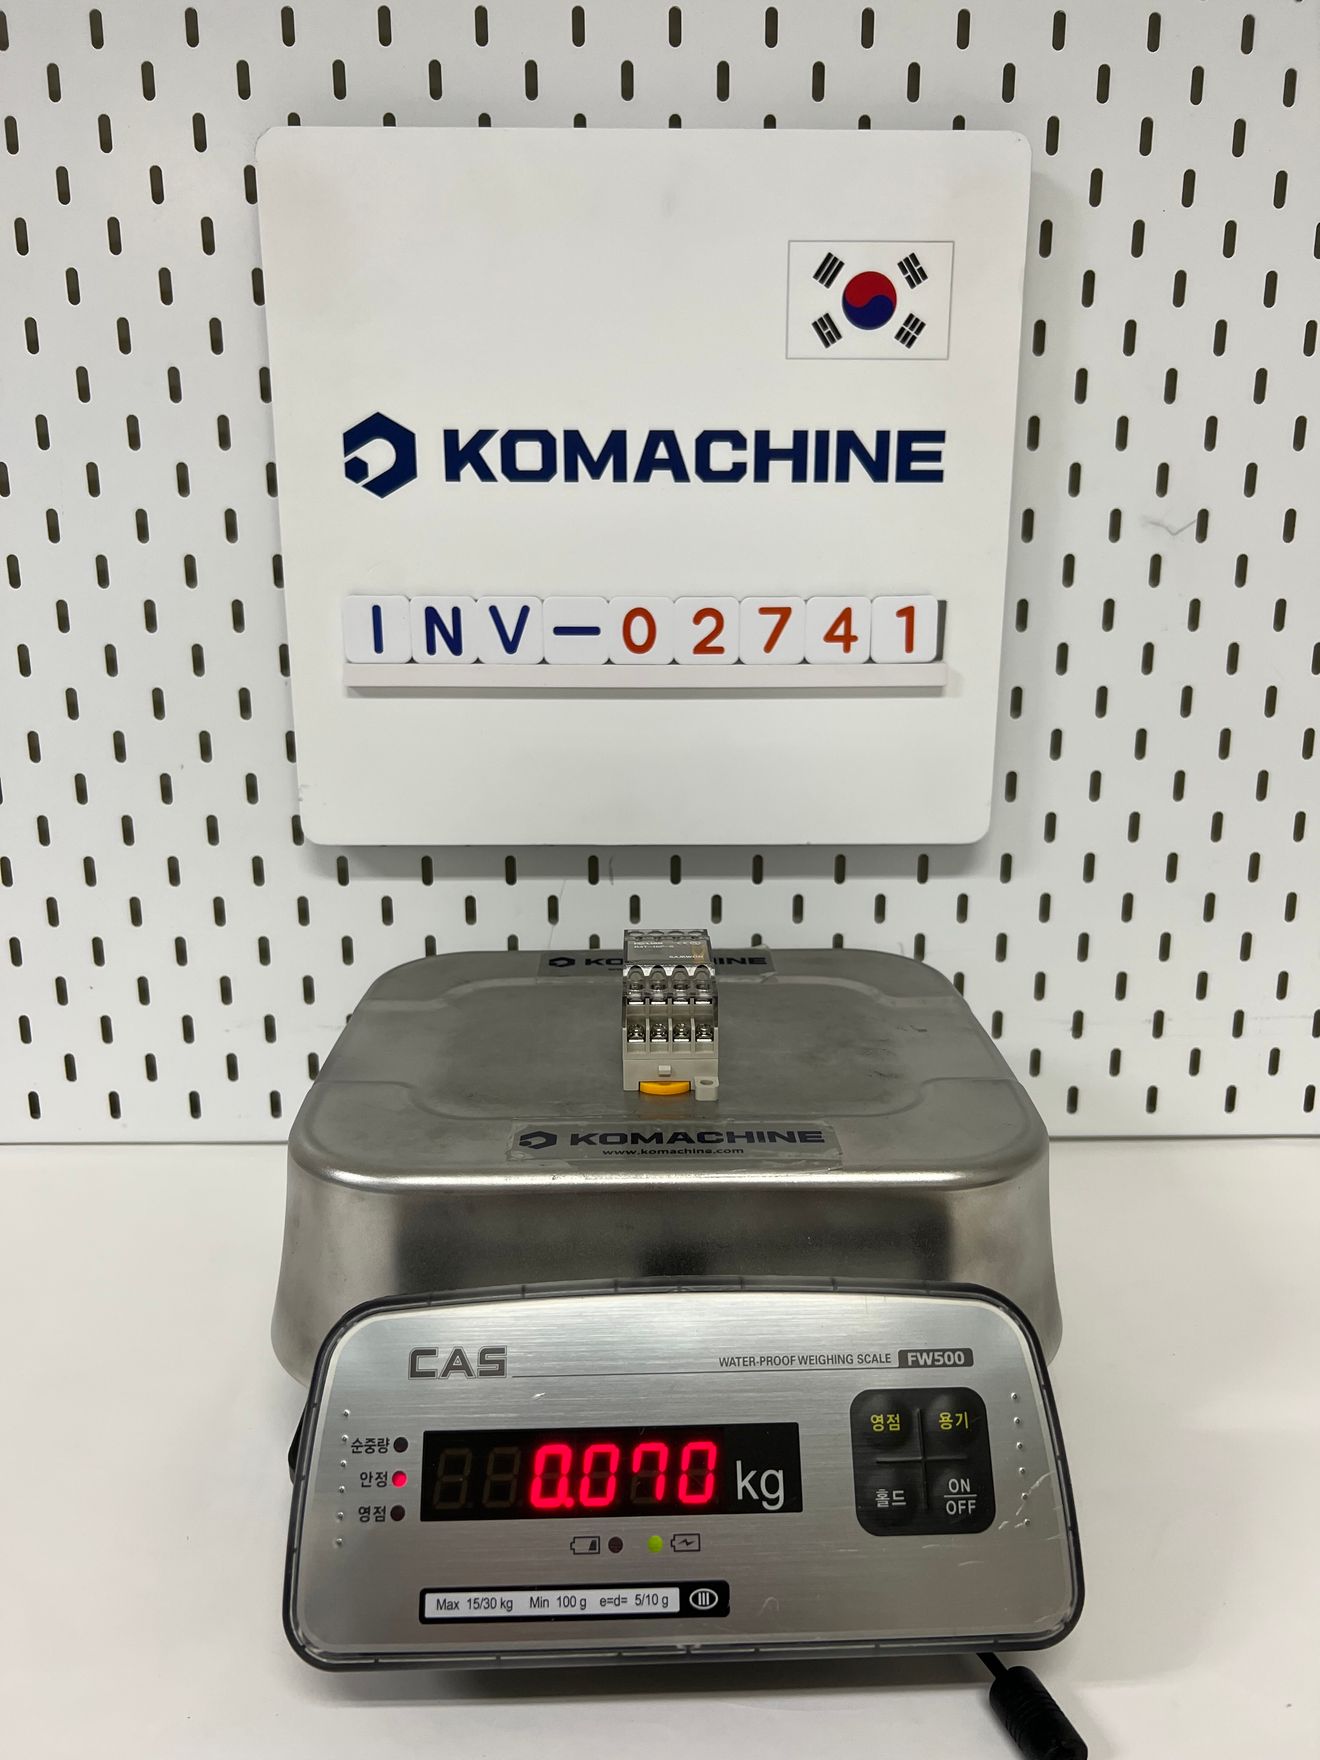 KOMACHINE
INV-02741
SAMWON
KOMACHINE
www.komachine.com
CAS
WATER-PROOF WEIGHING SCALE FW500
순중량
안정
영점
0.070 kg
영점 용기
홀드 ON OFF
Max 15/30 kg Min 100 g e=d= 5/10 g III